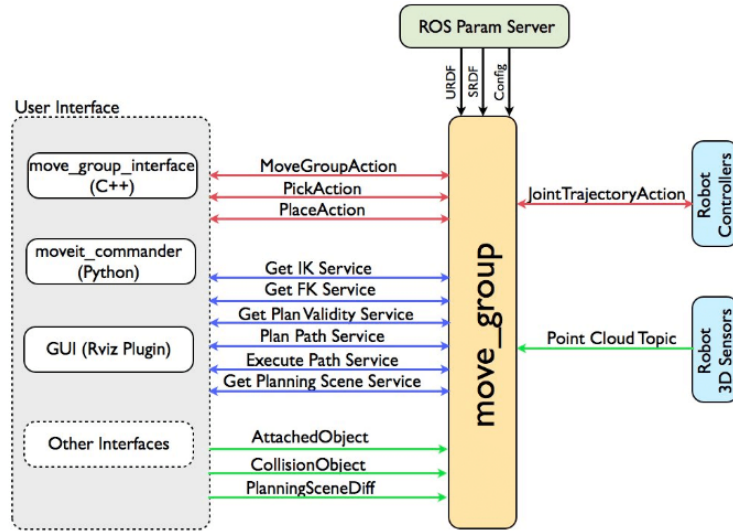 ROS Param Server
URDF
SRDF
Config
User Interface
move_group_interface
(C++)
moveit_commander
(Python)
GUI (Rviz Plugin)
Other Interfaces
MoveGroupAction
PickAction
PlaceAction
Get IK Service
Get FK Service
Get Plan Validity Service
Plan Path Service
Execute Path Service
Get Planning Scene Service
AttachedObject
CollisionObject
PlanningSceneDiff
move_group
JointTrajectoryAction
Robot
Controllers
Point Cloud Topic
Robot
3D Sensors